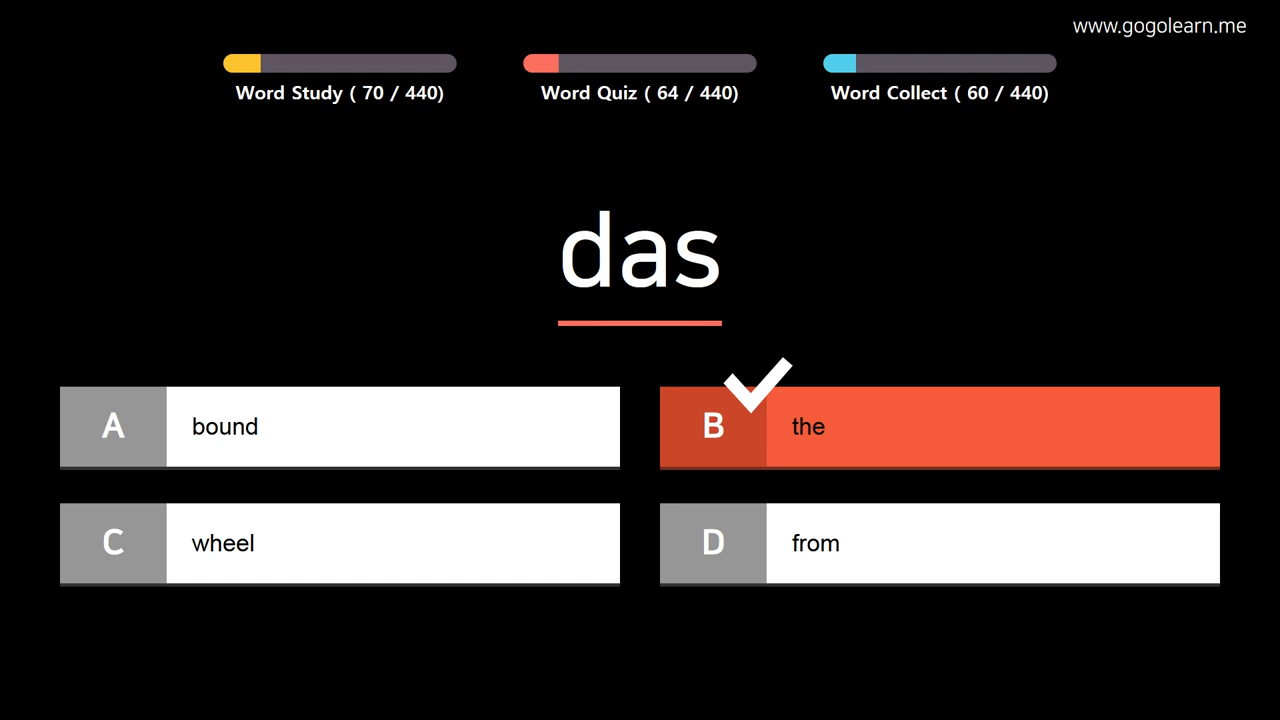 www.gogolearn.me
Word Study ( 70 / 440)
Word Quiz ( 64 / 440)
Word Collect ( 60 / 440)
das
A bound
B the
C wheel
D from